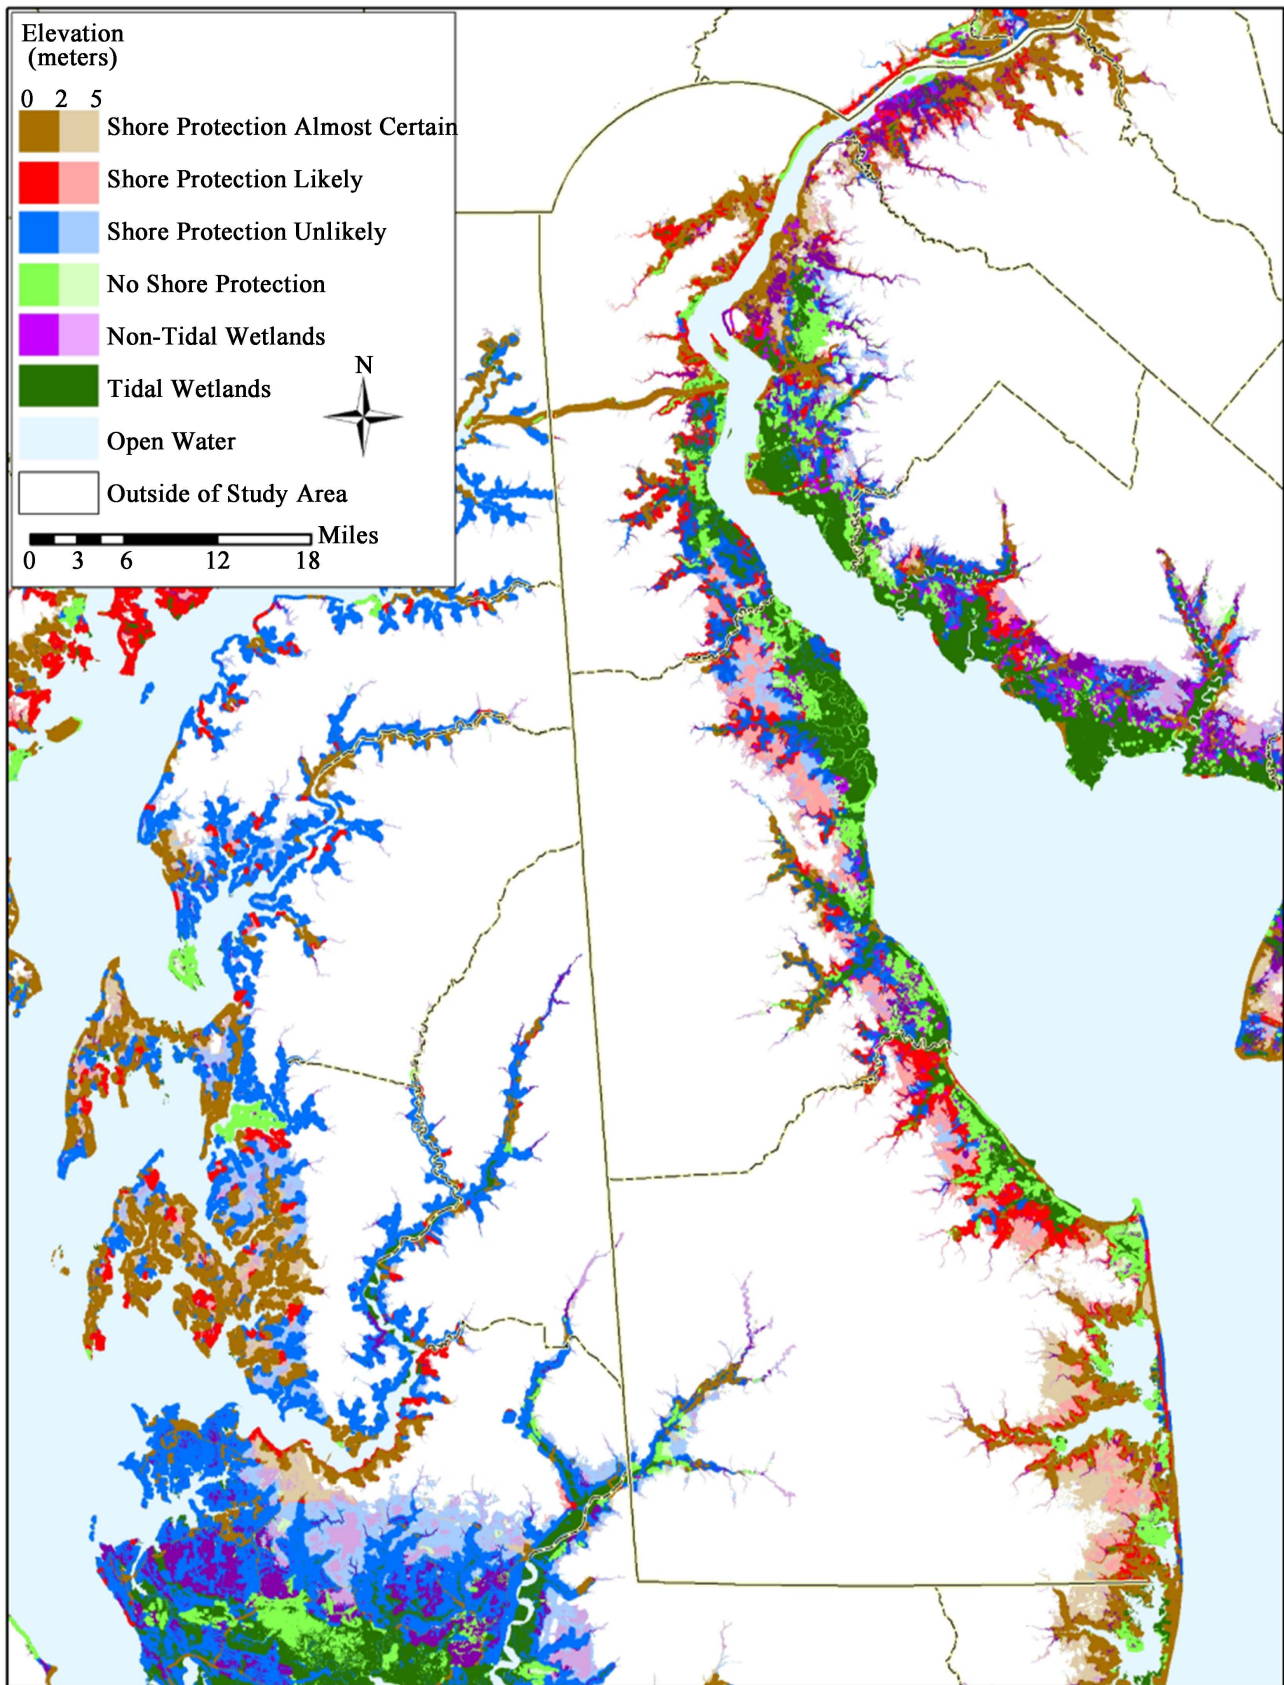 Elevation
(meters)
0 2 5
Shore Protection Almost Certain
Shore Protection Likely
Shore Protection Unlikely
No Shore Protection
Non-Tidal Wetlands
N
Tidal Wetlands
Open Water
Outside of Study Area
Miles
0 3 6 12 18